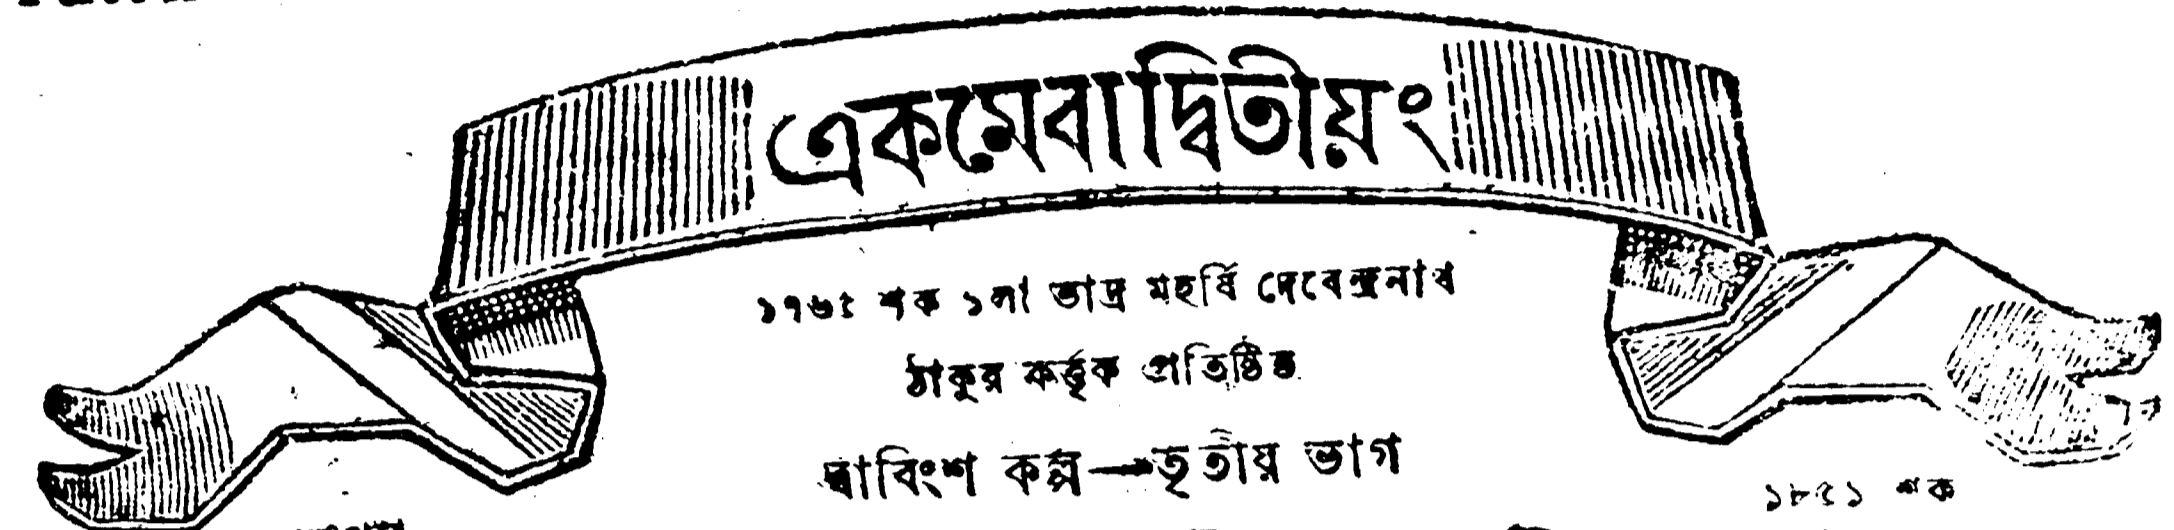 একমেবাদ্বিতীয়ং
১৭৬৫ শক ১লা ভাদ্র মহর্ষি দেবেন্দ্রনাথ
ঠাকুর কর্ত্তৃক প্রতিষ্ঠিত
দ্বাবিংশ কল্প—তৃতীয় ভাগ
১৮৫১ শক